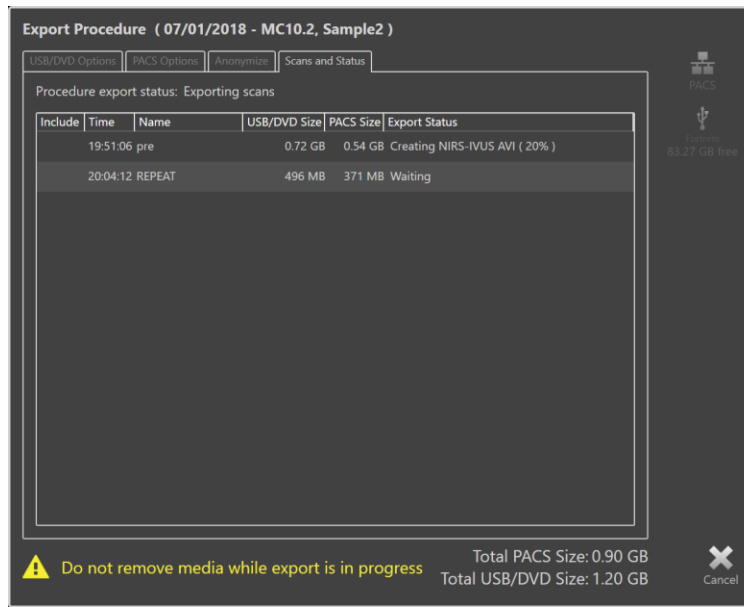 Export Procedure ( 07/01/2018 - MC10.2, Sample2 )
USB/DVD Options PACS Options Anonymize Scans and Status
PACS
Procedure export status: Exporting scans
Include Time Name USB/DVD Size PACS Size Export Status
Fortress
83.27 GB free
19:51:06 pre 0.72 GB 0.54 GB Creating NIRS-IVUS AVI ( 20% )
20:04:12 REPEAT 496 MB 371 MB Waiting
Do not remove media while export is in progress
Total PACS Size: 0.90 GB
Total USB/DVD Size: 1.20 GB
Cancel